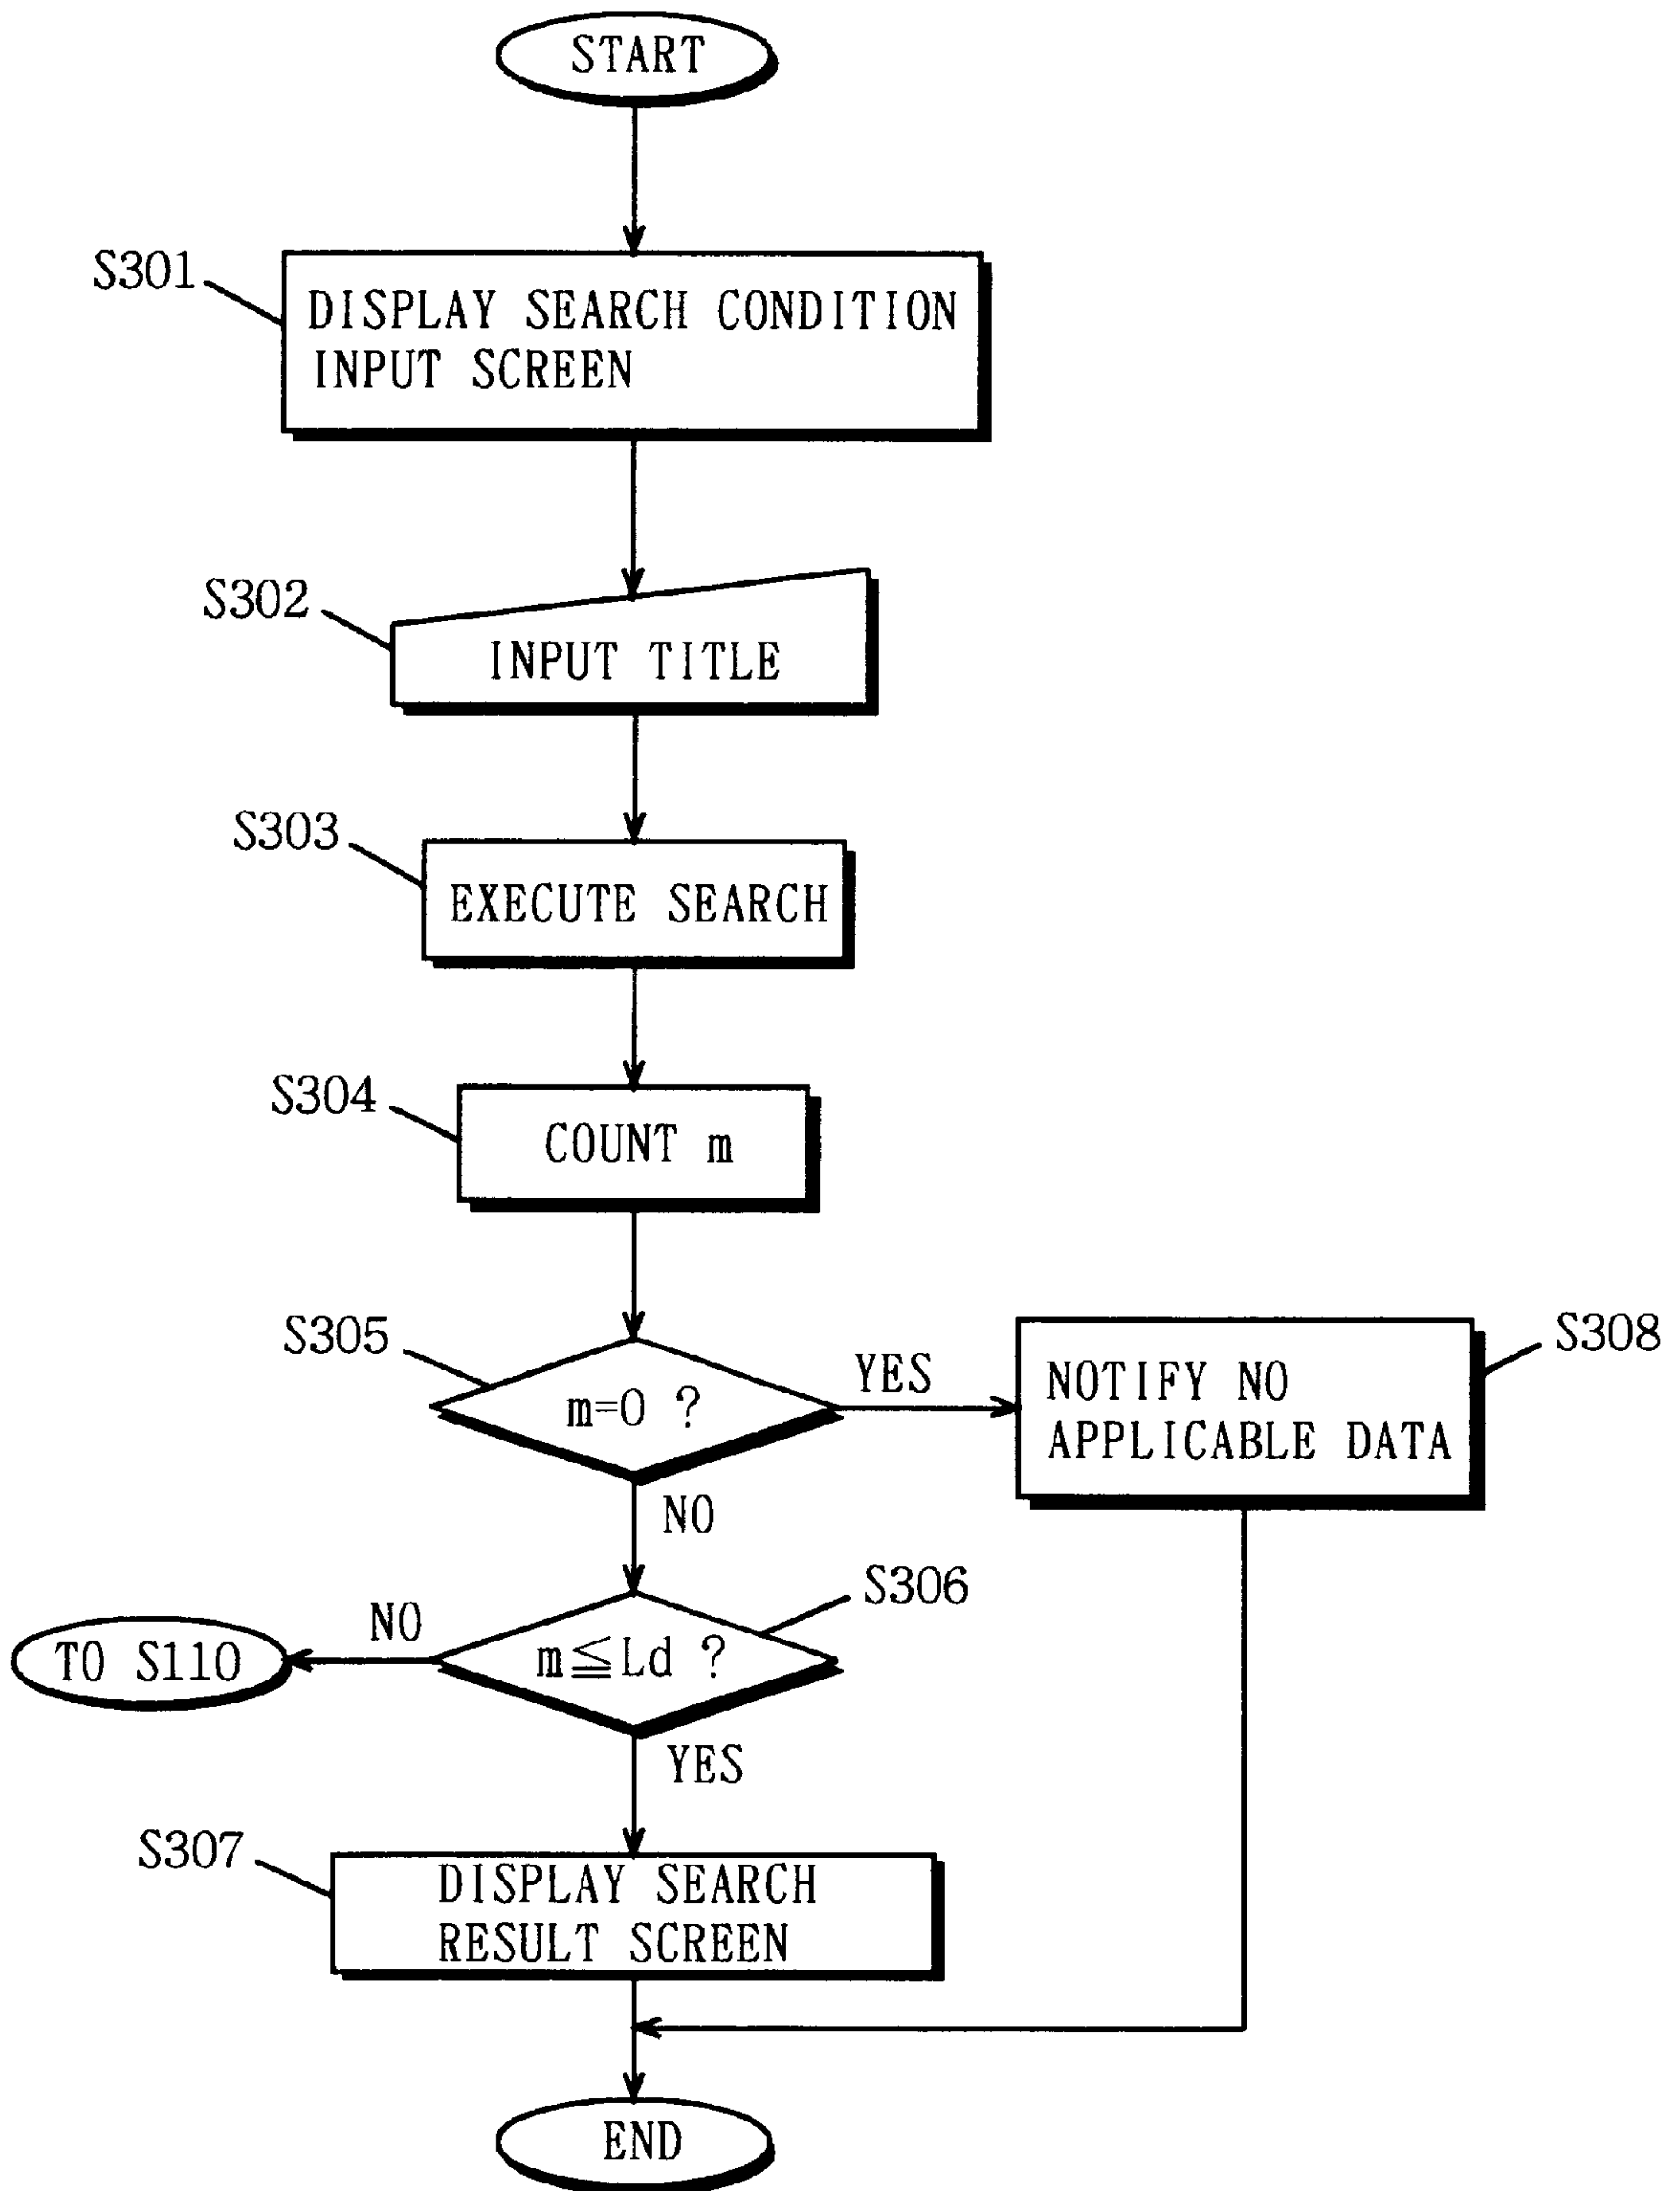 START
S301
DISPLAY SEARCH CONDITION
INPUT SCREEN
S302
INPUT TITLE
S303
EXECUTE SEARCH
S304
COUNT m
S305
m=0 ?
YES
S308
NOTIFY NO
APPLICABLE DATA
NO
S306
m≦Ld ?
NO
TO S110
YES
S307
DISPLAY SEARCH
RESULT SCREEN
END